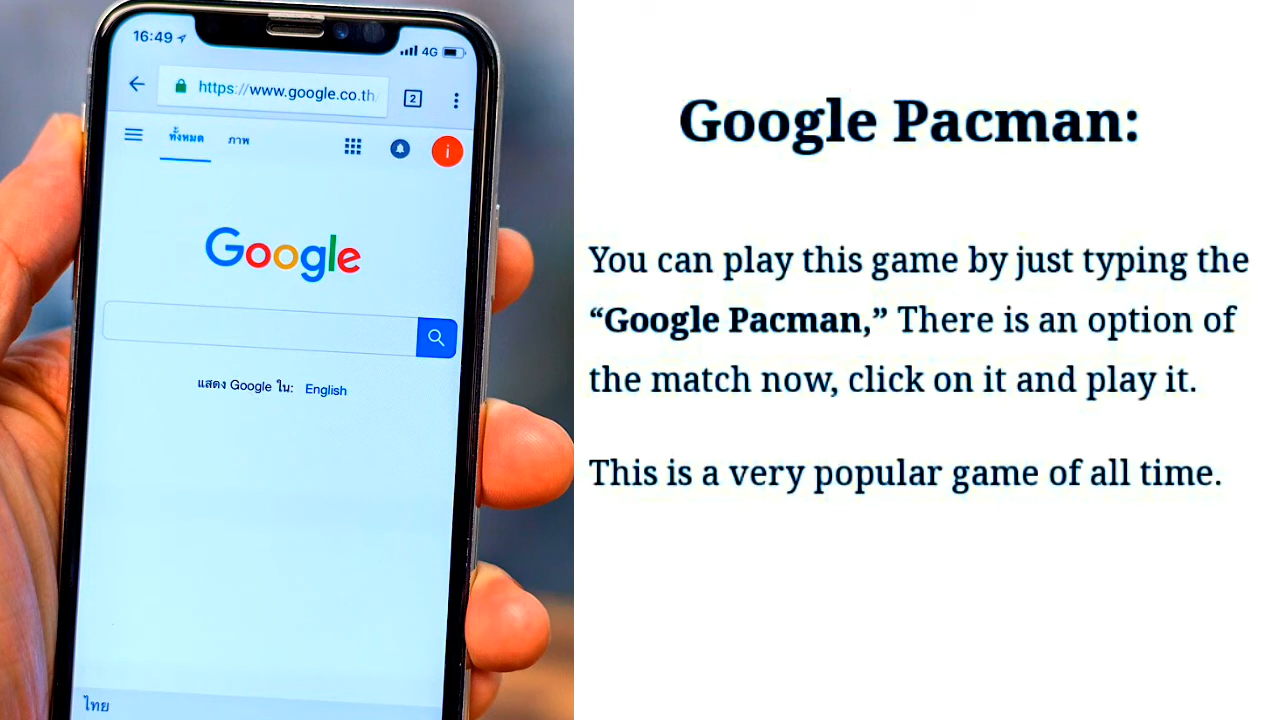 16:49
4G
https://www.google.co.th/
2
ทั้งหมด ภาพ
i
Google
แสดง Google ใน: English
ไทย
Google Pacman:
You can play this game by just typing the
“Google Pacman,” There is an option of
the match now, click on it and play it.
This is a very popular game of all time.